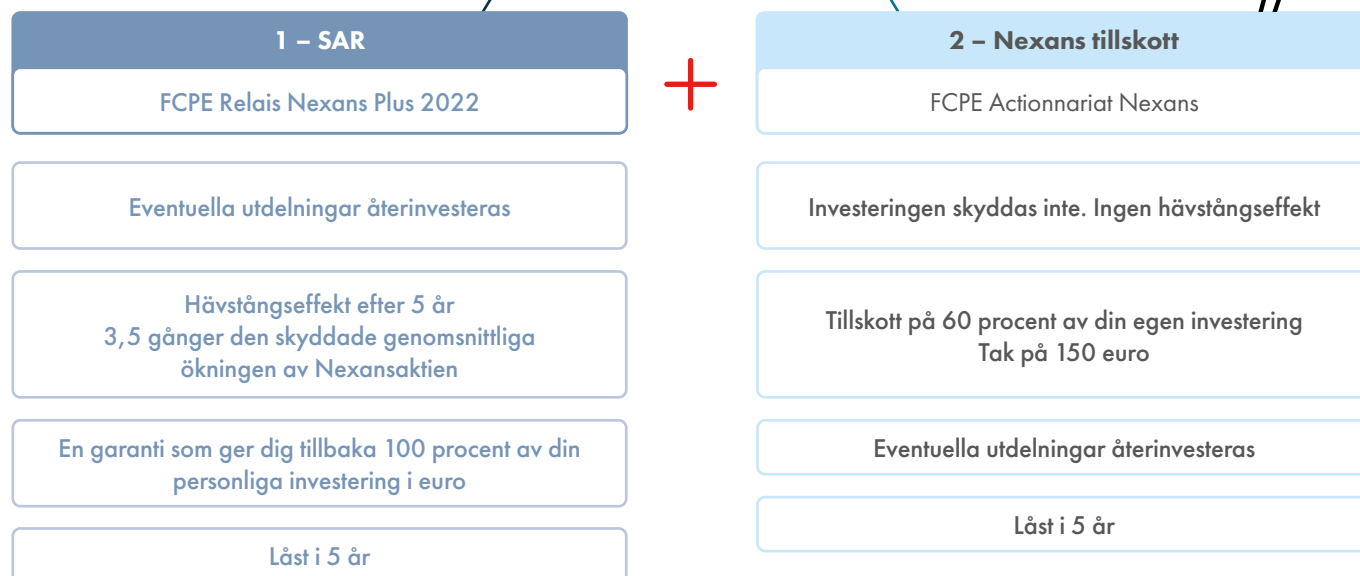 1 – SAR
FCPE Relais Nexans Plus 2022
Eventuella utdelningar återinvesteras
Hävstångseffekt efter 5 år
3,5 gånger den skyddade genomsnittliga
ökningen av Nexansaktien
En garanti som ger dig tillbaka 100 procent av din
personliga investering i euro
Låst i 5 år
+
2 – Nexans tillskott
FCPE Actionnariat Nexans
Investeringen skyddas inte. Ingen hävstångseffekt
Tillskott på 60 procent av din egen investering
Tak på 150 euro
Eventuella utdelningar återinvesteras
Låst i 5 år